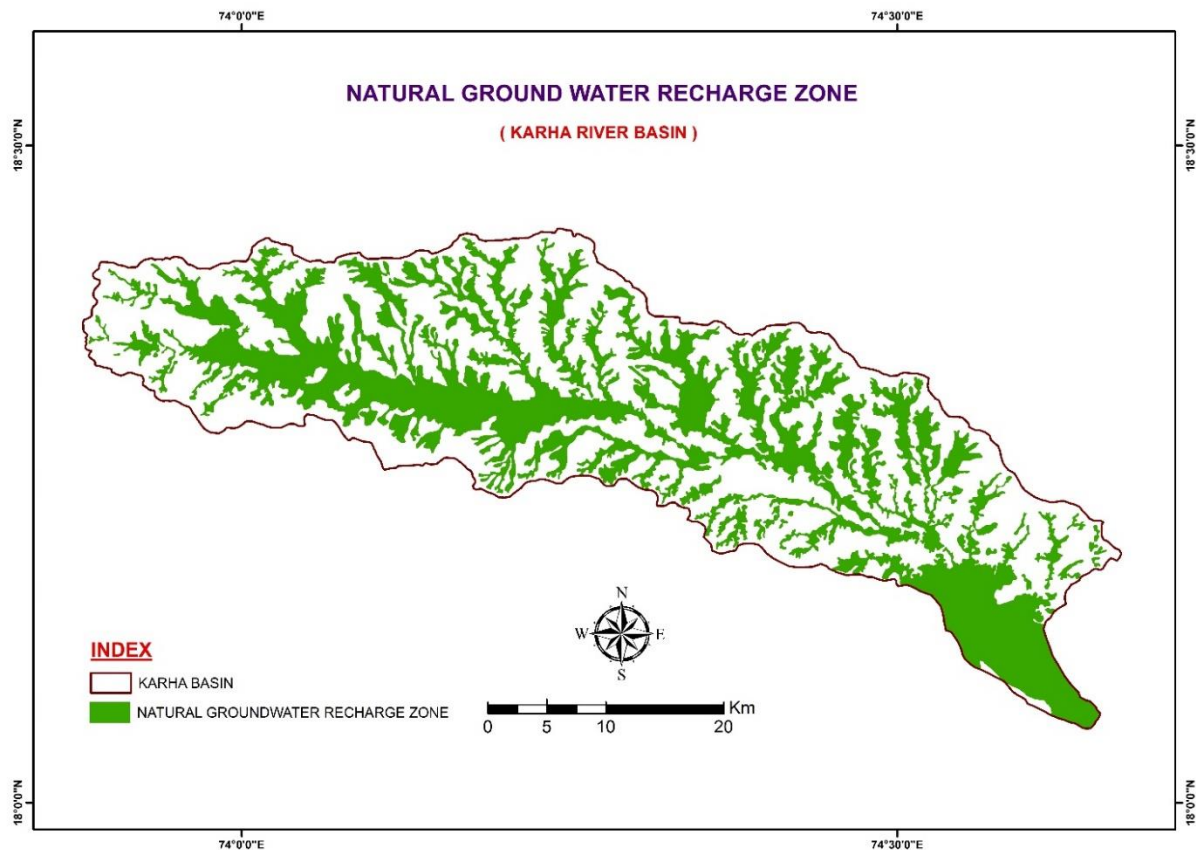 74°0'0"E
74°30'0"E
NATURAL GROUND WATER RECHARGE ZONE
( KARHA RIVER BASIN )
18°30'0"N
18°30'0"N
N
W
E
S
INDEX
KARHA BASIN
NATURAL GROUNDWATER RECHARGE ZONE
Km
0 5 10 20
18°0'0"N
18°0'0"N
74°0'0"E
74°30'0"E